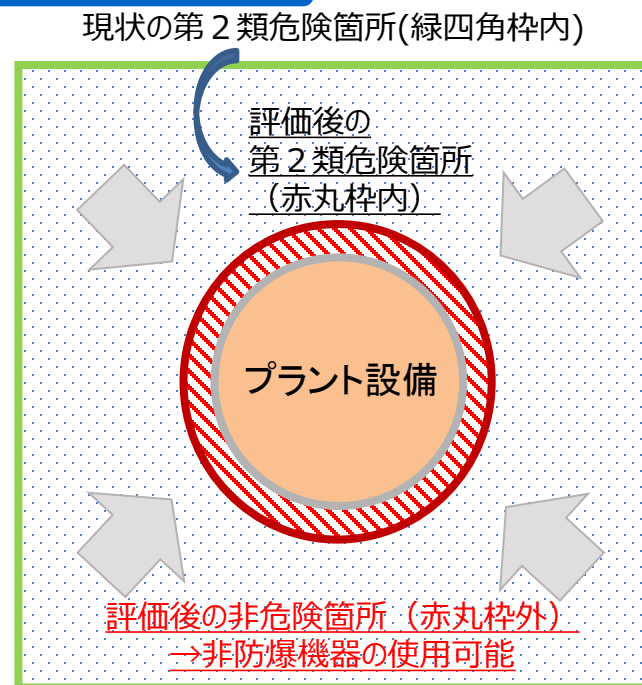 現状の第２類危険箇所(緑四角枠内)
評価後の
第２類危険箇所
（赤丸枠内）
プラント設備
評価後の非危険箇所（赤丸枠外）
→非防爆機器の使用可能